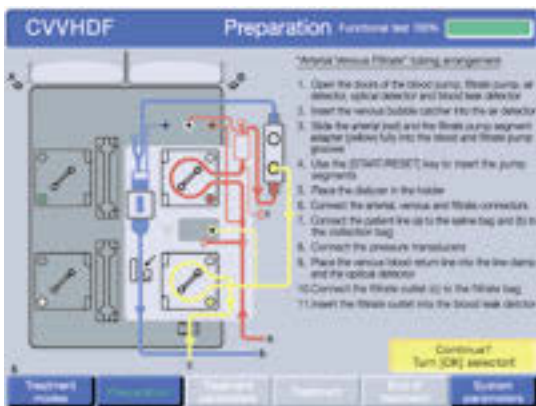 CVVHDF
Preparation
Functional test 100%
"Arterial Venous Filtrate" tubing arrangement
1. Open the doors of the blood pump, filtrate pump, air
detector, optical detector and blood leak detector
2. Insert the venous bubble catcher into the air detector
3. Slide the arterial (red) and the filtrate pump segment
adapter (yellow) fully into the blood and filtrate pump
grooves
4. Use the [START/RESET] key to insert the pump
segments
5. Place the dialyzer in the holder
6. Connect the arterial, venous and filtrate connectors
7. Connect the patient line (a) to the saline bag and (b) to
the collection bag
8. Connect the pressure transducers
9. Place the venous blood return line into the line clamp
and the optical detector
10.Connect the filtrate outlet (c) to the filtrate bag
11.Insert the filtrate outlet into the blood leak detector
Continue?
Turn [OK] selector!
Treatment
modes
Preparation
Treatment
parameters
Treatment
End of
treatment
System
parameters